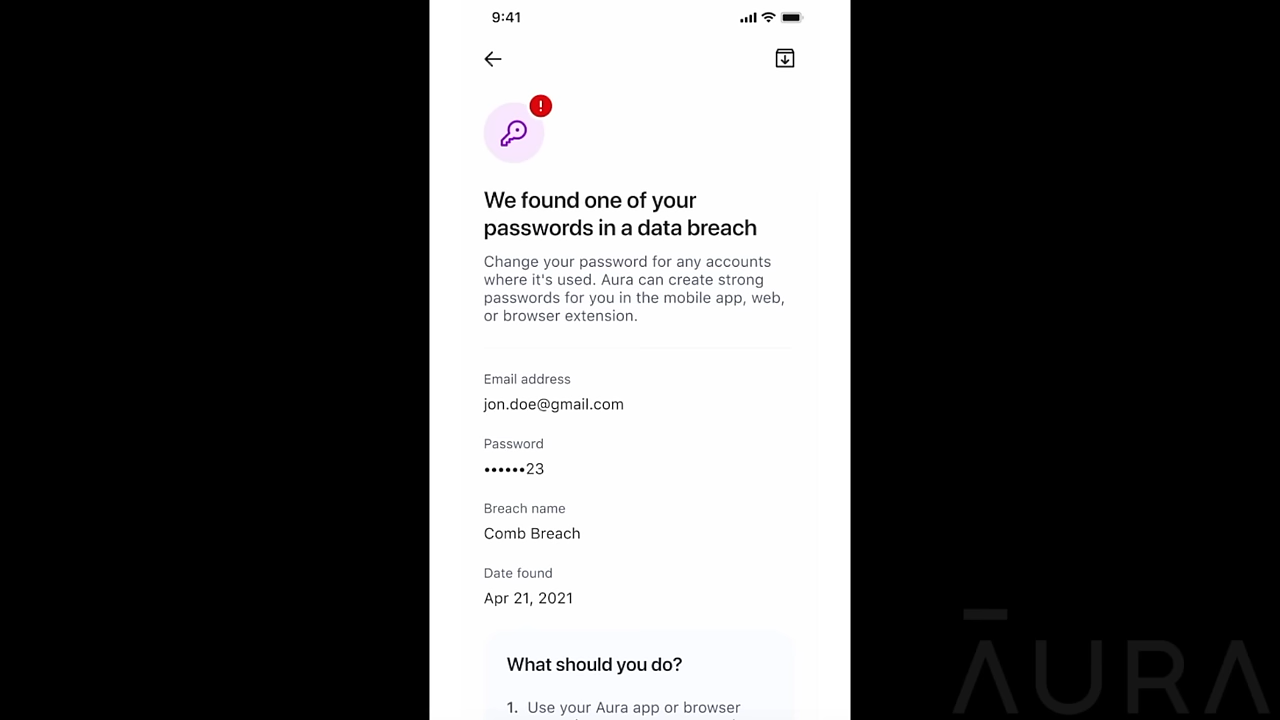 9:41
We found one of your
passwords in a data breach
Change your password for any accounts
where it's used. Aura can create strong
passwords for you in the mobile app, web,
or browser extension.
Email address
jon.doe@gmail.com
Password
••••••23
Breach name
Comb Breach
Date found
Apr 21, 2021
What should you do?
1. Use your Aura app or browser
ĀURA